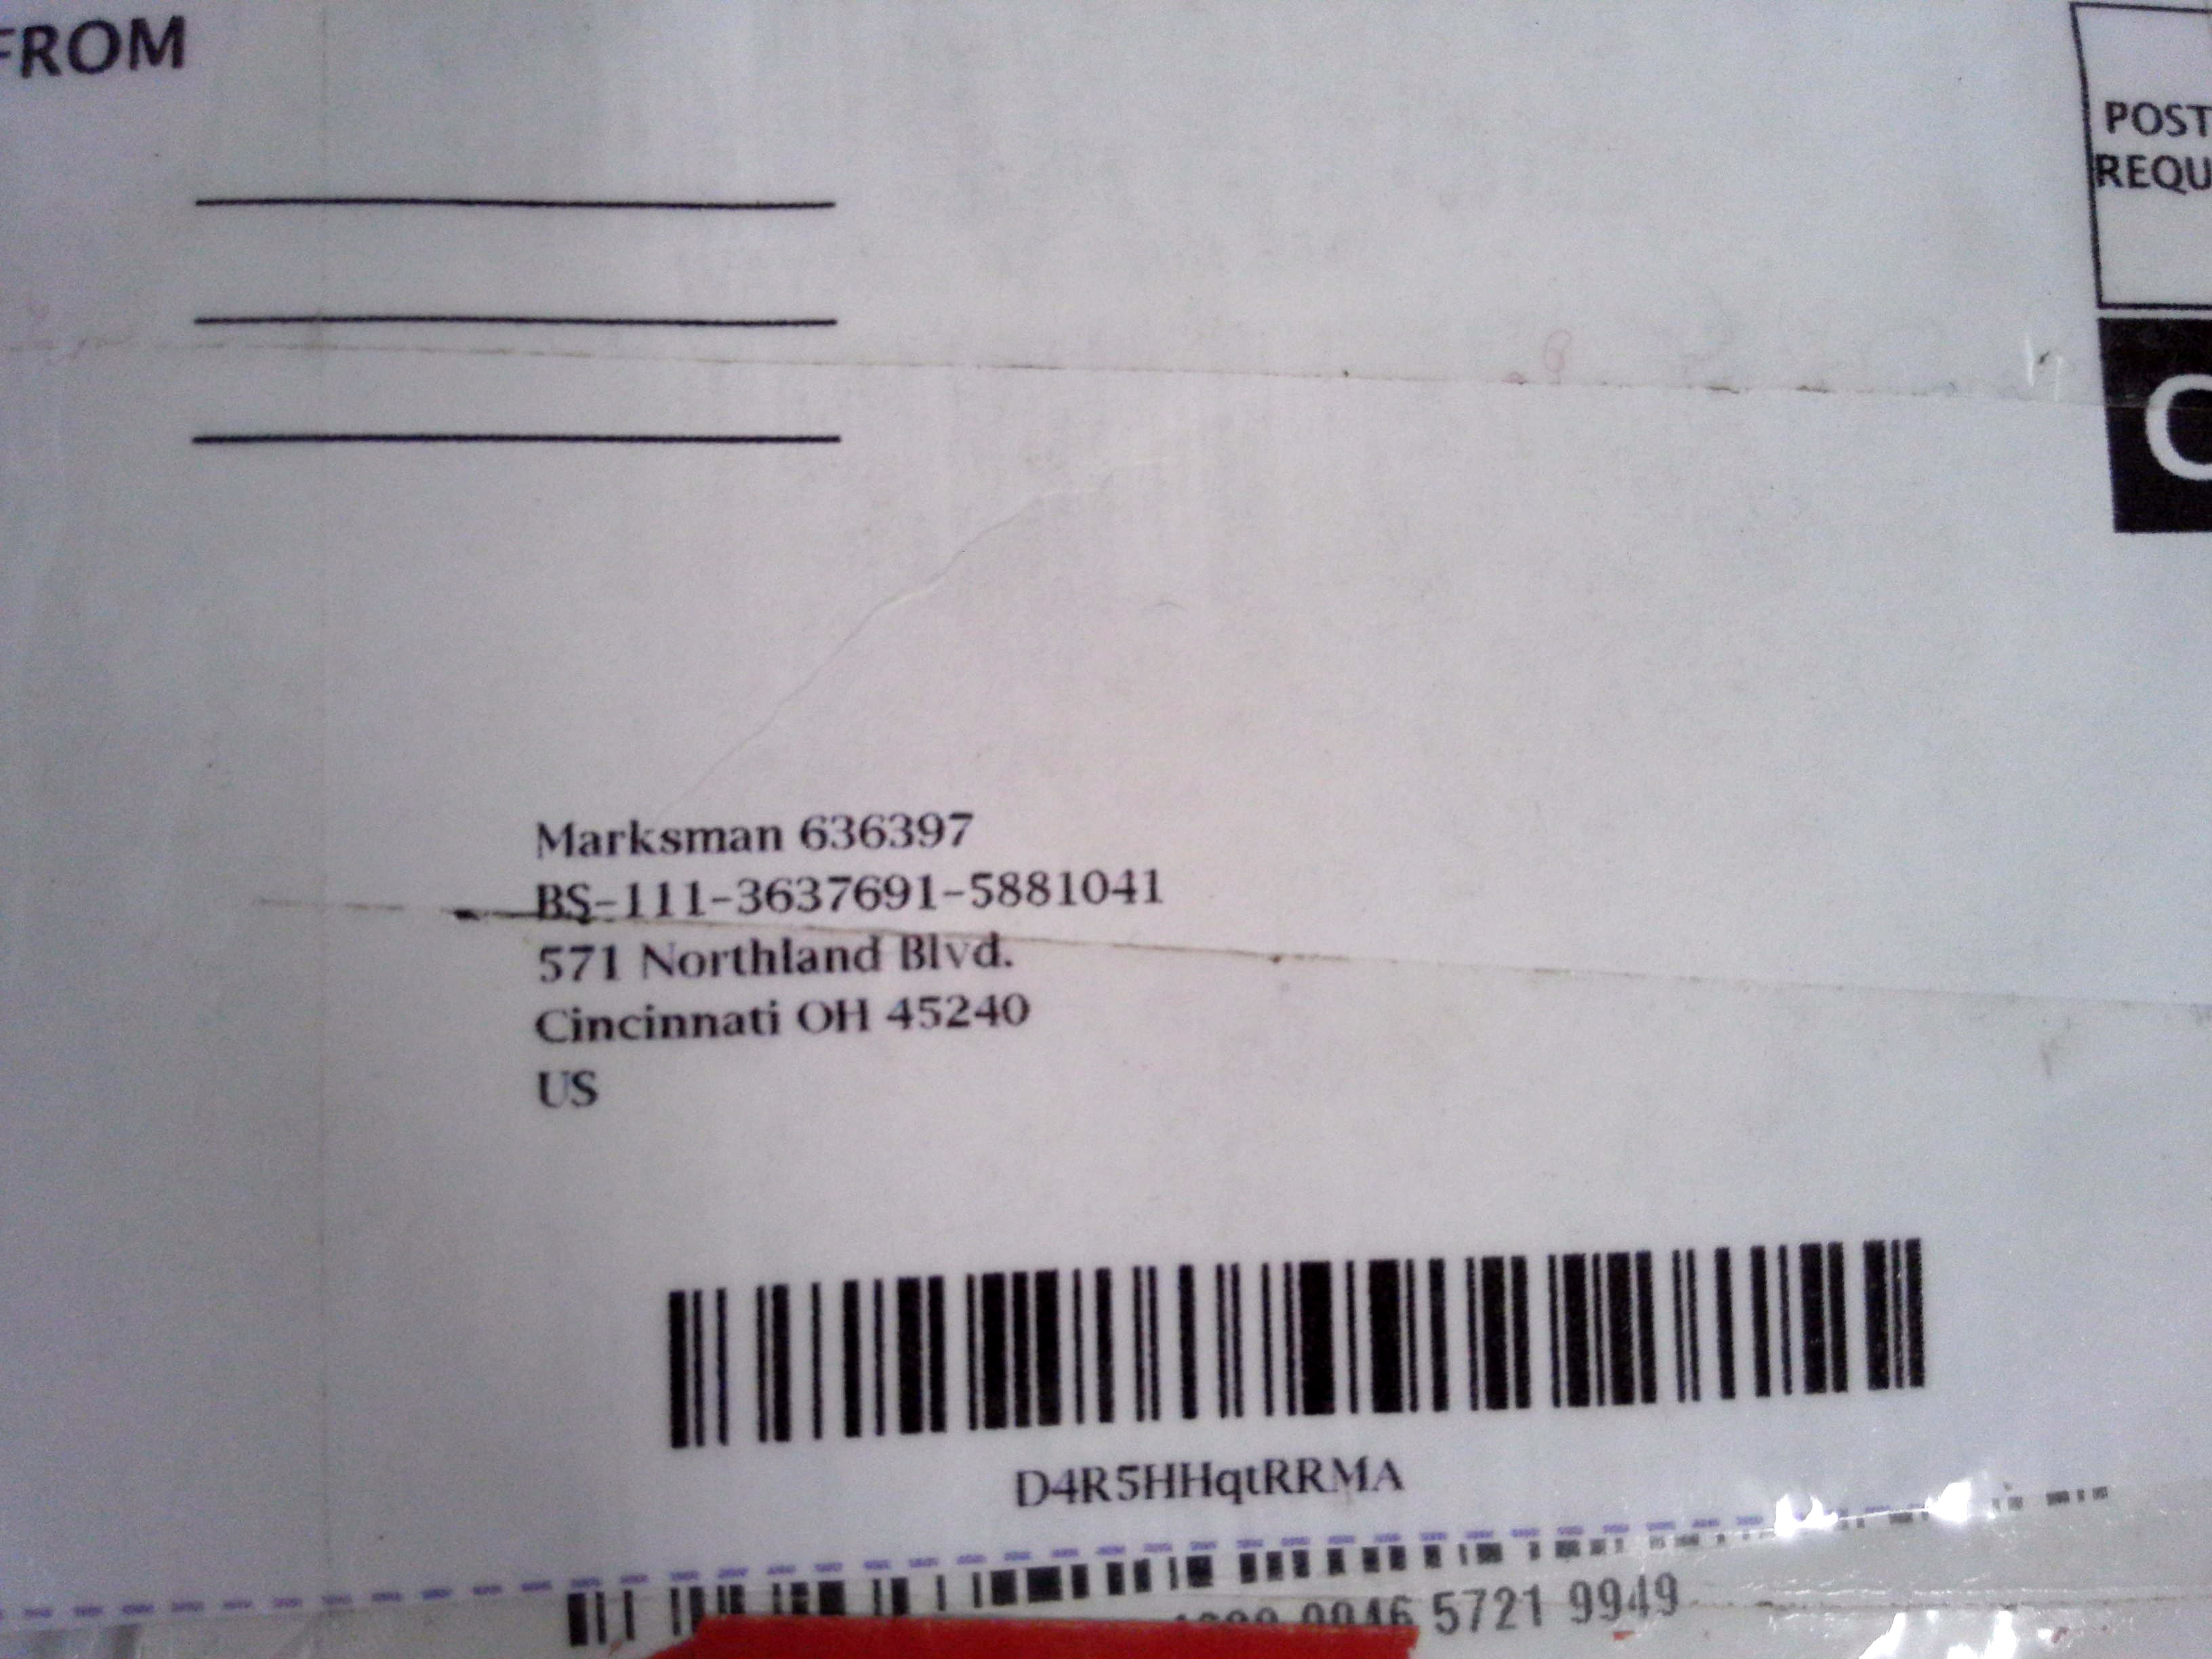 FROM
POST
REQU
C
Marksman 636397
BS-111-3637691-5881041
571 Northland Blvd.
Cincinnati OH 45240
US
D4R5HHqtRRMA
5721 9949